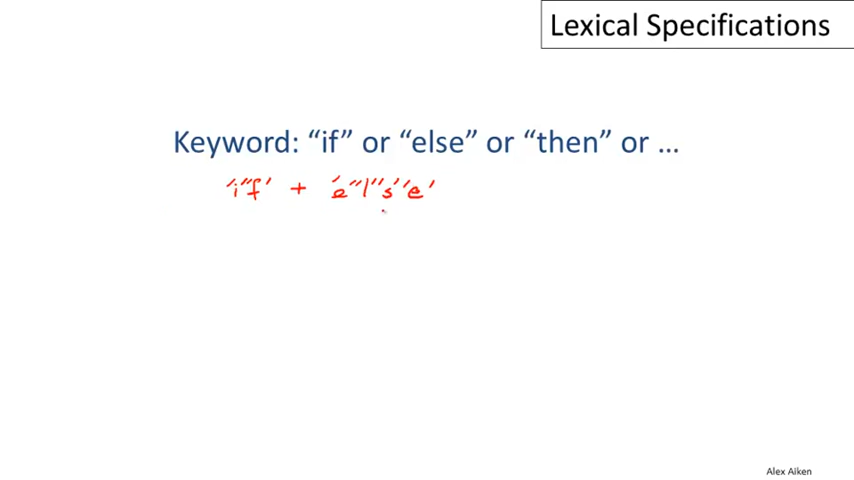 Lexical Specifications
Keyword: “if” or “else” or “then” or …
'i''f' + 'e''l''s''e'
Alex Aiken